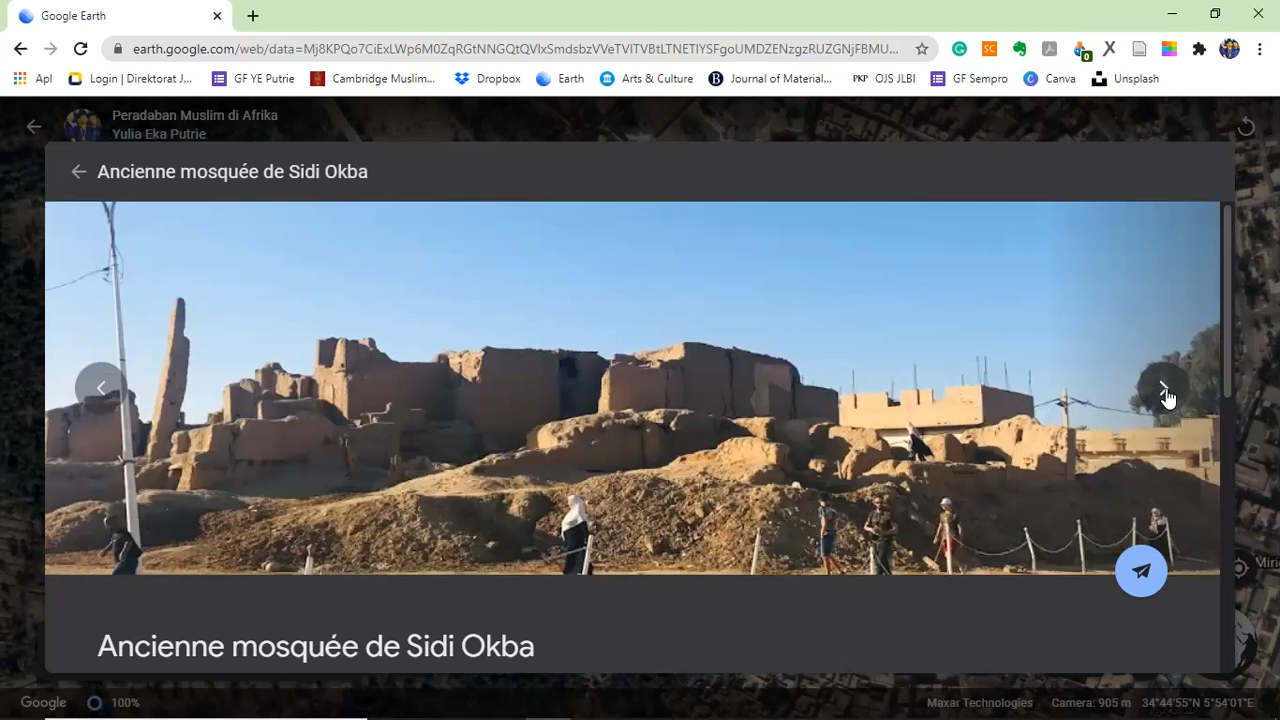 Google Earth
earth.google.com/web/data=Mj8KPQo7CiExLWp6M0ZqRGtNNGQtQVIxSmdsbzVVeTVITVBtLTNETIYSFgoUMDZENzgzRUZGNjFBMU...
Apl
Login | Direktorat J...
GF YE Putrie
Cambridge Muslim...
Dropbox
Earth
Arts & Culture
Journal of Material...
PKP OJS JLBI
GF Sempro
Canva
Unsplash
Peradaban Muslim di Afrika
Yulia Eka Putrie
Ancienne mosquée de Sidi Okba
Ancienne mosquée de Sidi Okba
Google
100%
Maxar Technologies
Camera: 905 m
34°44'55"N 5°54'01"E